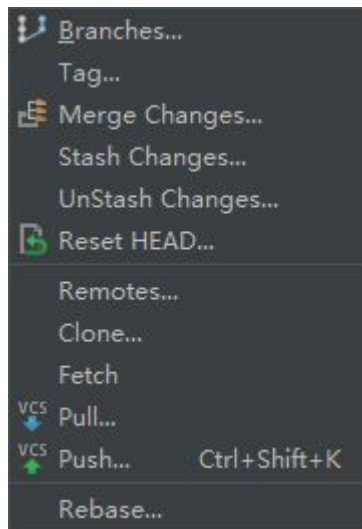 Branches...
Tag...
Merge Changes...
Stash Changes...
UnStash Changes...
Reset HEAD...
Remotes...
Clone...
Fetch
VCS Pull...
VCS Push... Ctrl+Shift+K
Rebase...